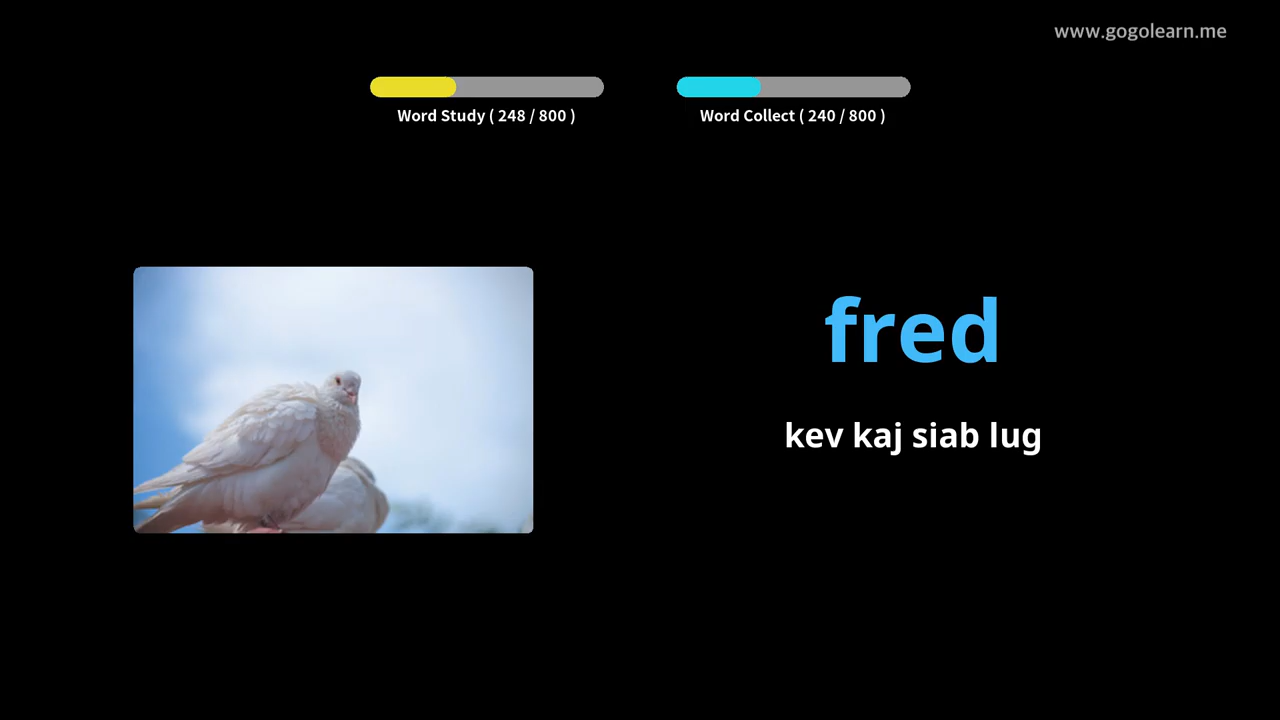 www.gogolearn.me
Word Study ( 248 / 800 )
Word Collect ( 240 / 800 )
fred
kev kaj siab lug